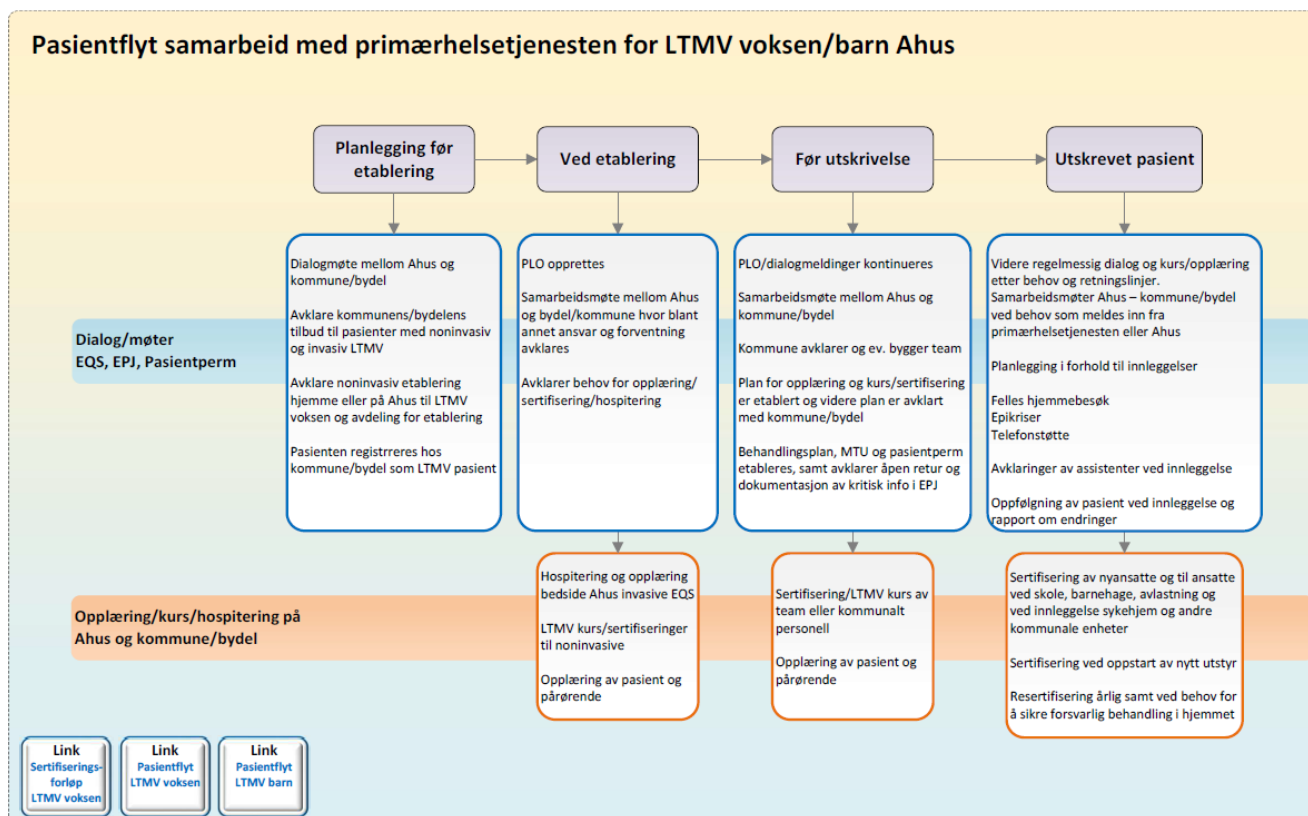 Pasientflyt samarbeid med primærhelsetjenesten for LTMV voksen/barn Ahus
Planlegging før
etablering
Ved etablering
Før utskrivelse
Utskrevet pasient
Dialog/møter
EQS, EPJ, Pasientperm
Dialogmøte mellom Ahus og
kommune/bydel
Avklare kommunens/bydelens
tilbud til pasienter med noninvasiv
og invasiv LTMV
Avklare noninvasiv etablering
hjemme eller på Ahus til LTMV
voksen og avdeling for etablering
Pasienten registrreres hos
kommune/bydel som LTMV pasient
PLO opprettes
Samarbeidsmøte mellom Ahus
og bydel/kommune hvor blant
annet ansvar og forventning
avklares
Avklarer behov for opplæring/
sertifisering/hospitering
PLO/dialogmeldinger kontinueres
Samarbeidsmøte mellom Ahus og
kommune/bydel
Kommune avklarer og ev. bygger team
Plan for opplæring og kurs/sertifisering
er etablert og videre plan er avklart
med kommune/bydel
Behandlingsplan, MTU og pasientperm
etableres, samt avklarer åpen retur og
dokumentasjon av kritisk info i EPJ
Videre regelmessig dialog og kurs/opplæring
etter behov og retningslinjer.
Samarbeidsmøter Ahus – kommune/bydel
ved behov som meldes inn fra
primærhelsetjenesten eller Ahus
Planlegging i forhold til innleggelser
Felles hjemmebesøk
Epikriser
Telefonstøtte
Avklaringer av assistenter ved innleggelse
Oppfølgning av pasient ved innleggelse og
rapport om endringer
Opplæring/kurs/hospitering på
Ahus og kommune/bydel
Hospitering og opplæring
bedside Ahus invasive EQS
LTMV kurs/sertifiseringer
til noninvasive
Opplæring av pasient og
pårørende
Sertifisering/LTMV kurs av
team eller kommunalt
personell
Opplæring av pasient og
pårørende
Sertifisering av nyansatte og til ansatte
ved skole, barnehage, avlastning og
ved innleggelse sykehjem og andre
kommunale enheter
Sertifisering ved oppstart av nytt utstyr
Resertifisering årlig samt ved behov for
å sikre forsvarlig behandling i hjemmet
Link
Sertifiserings-
forløp
LTMV voksen
Link
Pasientflyt
LTMV voksen
Link
Pasientflyt
LTMV barn